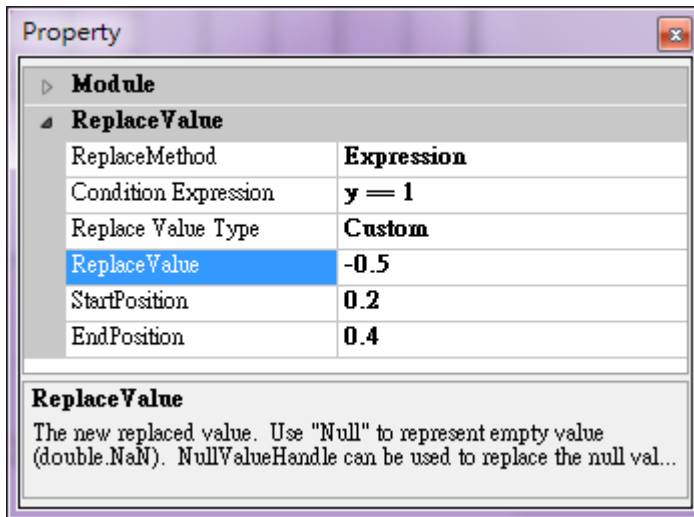 Property
Module
ReplaceValue
ReplaceMethod Expression
Condition Expression y == 1
Replace Value Type Custom
ReplaceValue -0.5
StartPosition 0.2
EndPosition 0.4
ReplaceValue
The new replaced value. Use "Null" to represent empty value
(double.NaN). NullValueHandle can be used to replace the null val...